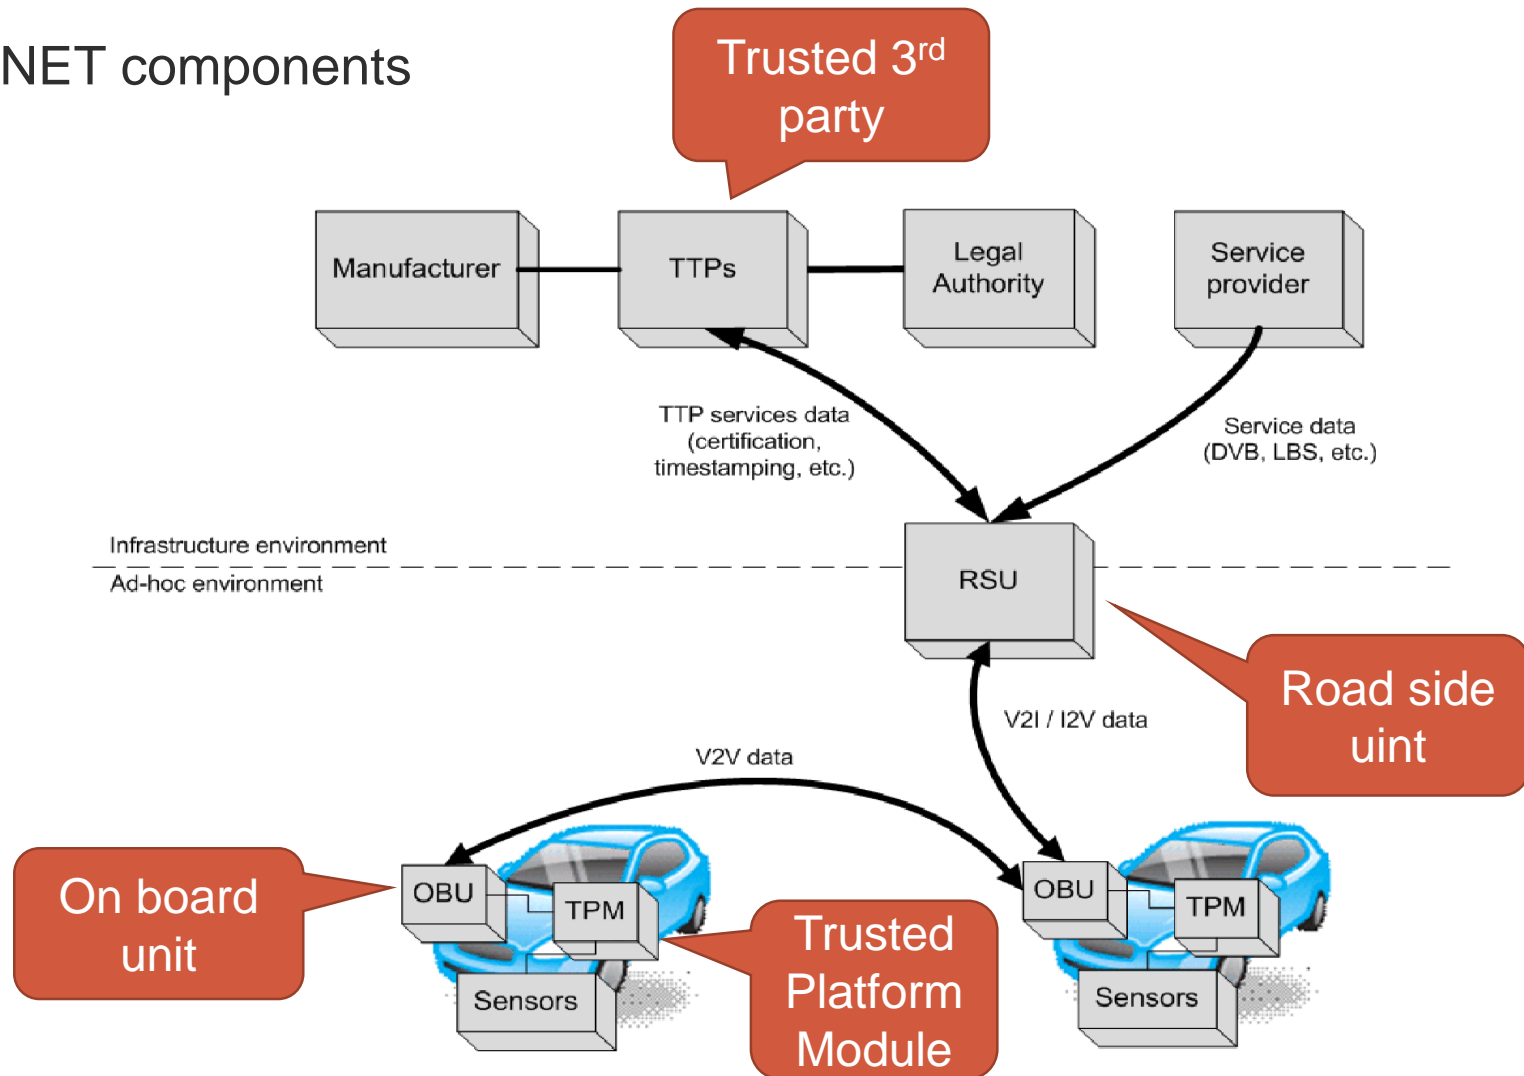 NET components
Trusted 3rd
party
Manufacturer
TTPs
Legal
Authority
Service
provider
TTP services data
(certification,
timestamping, etc.)
Service data
(DVB, LBS, etc.)
Infrastructure environment
Ad-hoc environment
RSU
Road side
uint
V2I / I2V data
V2V data
On board
unit
OBU
TPM
Sensors
Trusted
Platform
Module
OBU
TPM
Sensors